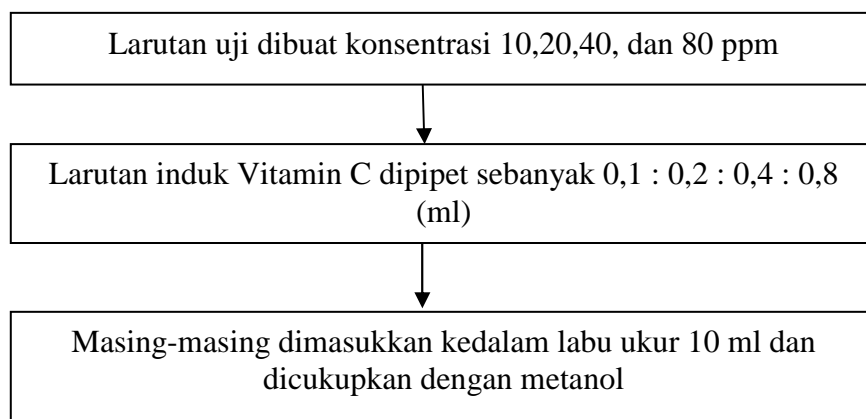 Larutan uji dibuat konsentrasi 10,20,40, dan 80 ppm
Larutan induk Vitamin C dipipet sebanyak 0,1 : 0,2 : 0,4 : 0,8
(ml)
Masing-masing dimasukkan kedalam labu ukur 10 ml dan
dicukupkan dengan metanol